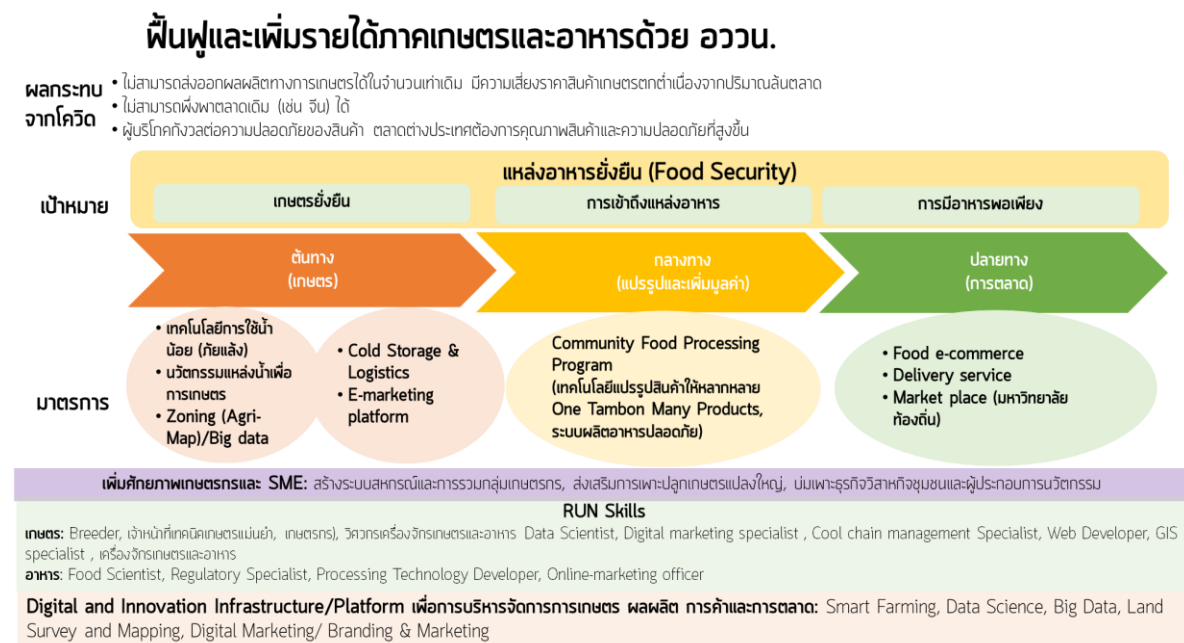 ฟื้นฟูและเพิ่มรายได้ภาคเกษตรและอาหารด้วย อววน.
ผลกระทบ
จากโควิด
• ไม่สามารถส่งออกผลผลิตทางการเกษตรได้ในจำนวนเท่าเดิม มีความเสี่ยงราคาสินค้าเกษตรตกต่ำเนื่องจากปริมาณล้นตลาด
• ไม่สามารถพึ่งพาตลาดเดิม (เช่น จีน) ได้
• ผู้บริโภคกังวลต่อความปลอดภัยของสินค้า ตลาดต่างประเทศต้องการคุณภาพสินค้าและความปลอดภัยที่สูงขึ้น
เป้าหมาย
แหล่งอาหารยั่งยืน (Food Security)
เกษตรยั่งยืน
การเข้าถึงแหล่งอาหาร
การมีอาหารพอเพียง
ต้นทาง
(เกษตร)
กลางทาง
(แปรรูปและเพิ่มมูลค่า)
ปลายทาง
(การตลาด)
มาตรการ
• เทคโนโลยีการใช้น้ำ
น้อย (ภัยแล้ง)
• นวัตกรรมแหล่งน้ำเพื่อ
การเกษตร
• Zoning (Agri-
Map)/Big data
• Cold Storage &
Logistics
• E-marketing
platform
Community Food Processing
Program
(เทคโนโลยีแปรรูปสินค้าให้หลากหลาย
One Tambon Many Products,
ระบบผลิตอาหารปลอดภัย)
• Food e-commerce
• Delivery service
• Market place (มหาวิทยาลัย
ท้องถิ่น)
เพิ่มศักยภาพเกษตรกรและ SME: สร้างระบบสหกรณ์และการรวมกลุ่มเกษตรกร, ส่งเสริมการเพาะปลูกเกษตรแปลงใหญ่, บ่มเพาะธุรกิจวิสาหกิจชุมชนและผู้ประกอบการนวัตกรรม
RUN Skills
เกษตร: Breeder, เจ้าหน้าที่เทคนิคเกษตรแม่นยำ, เกษตรกร), วิศวกรเครื่องจักรเกษตรและอาหาร Data Scientist, Digital marketing specialist , Cool chain management Specialist, Web Developer, GIS
specialist , เครื่องจักรเกษตรและอาหาร
อาหาร: Food Scientist, Regulatory Specialist, Processing Technology Developer, Online-marketing officer
Digital and Innovation Infrastructure/Platform เพื่อการบริหารจัดการการเกษตร ผลผลิต การค้าและการตลาด: Smart Farming, Data Science, Big Data, Land
Survey and Mapping, Digital Marketing/ Branding & Marketing